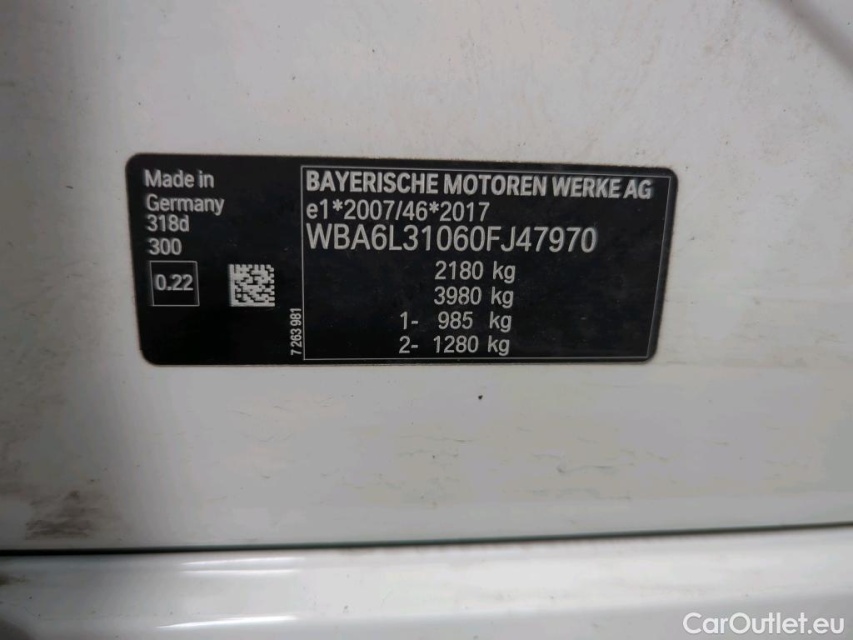 Made in
Germany
318d
300
0.22
7 263 981
BAYERISCHE MOTOREN WERKE AG
e1*2007/46*2017
WBA6L31060FJ47970
2180 kg
3980 kg
1- 985 kg
2- 1280 kg
CarOutlet.eu